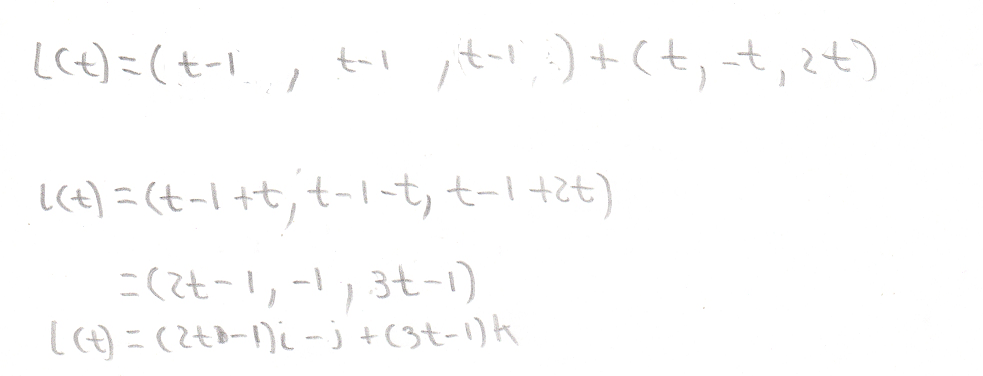 l(t)=(t-1, t-1, t-1)+(t,-t,2t)
l(t)=(t-1+t, t-1-t, t-1+2t)
=(2t-1, -1, 3t-1)
l(t)=(2t-1)i-j+(3t-1)k